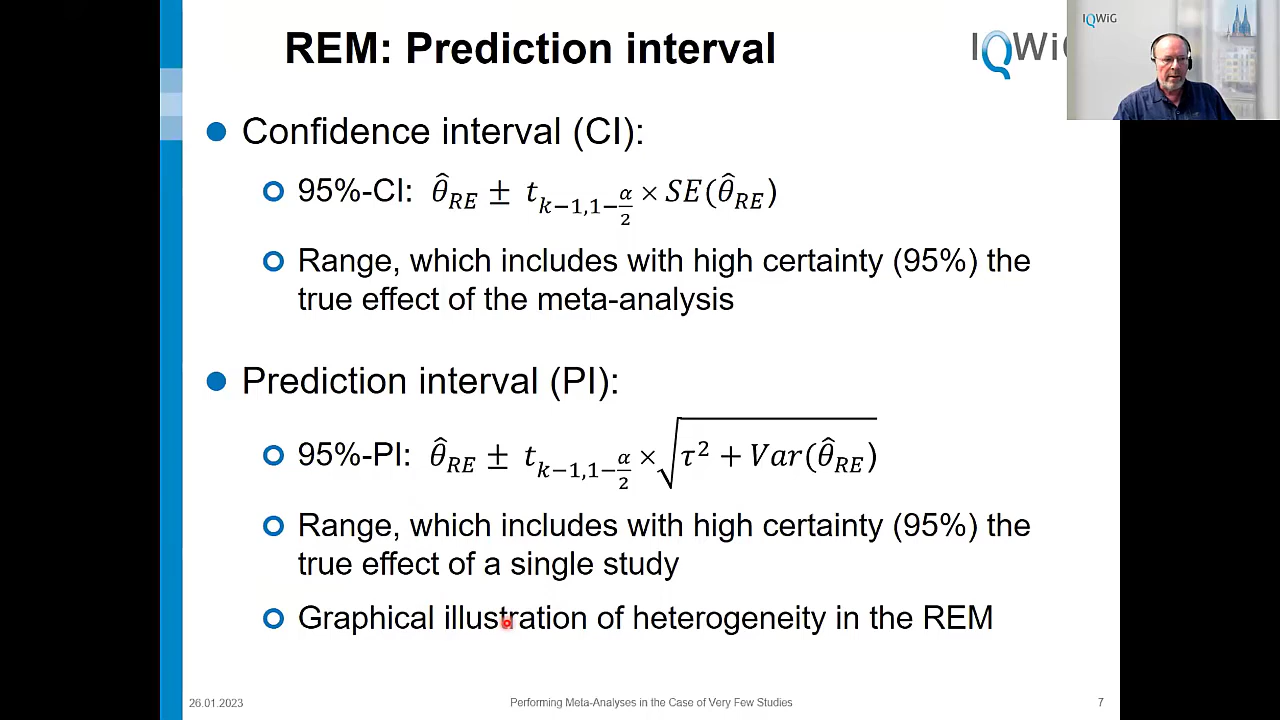 REM: Prediction interval
IQWiG
IQWiG
● Confidence interval (CI):
95%-CI: θ̂_RE ± t_{k−1,1−α/2} × SE(θ̂_RE)
Range, which includes with high certainty (95%) the
true effect of the meta-analysis
● Prediction interval (PI):
95%-PI: θ̂_RE ± t_{k−1,1−α/2} × √(τ² + Var(θ̂_RE))
Range, which includes with high certainty (95%) the
true effect of a single study
Graphical illustration of heterogeneity in the REM
26.01.2023
Performing Meta-Analyses in the Case of Very Few Studies
7